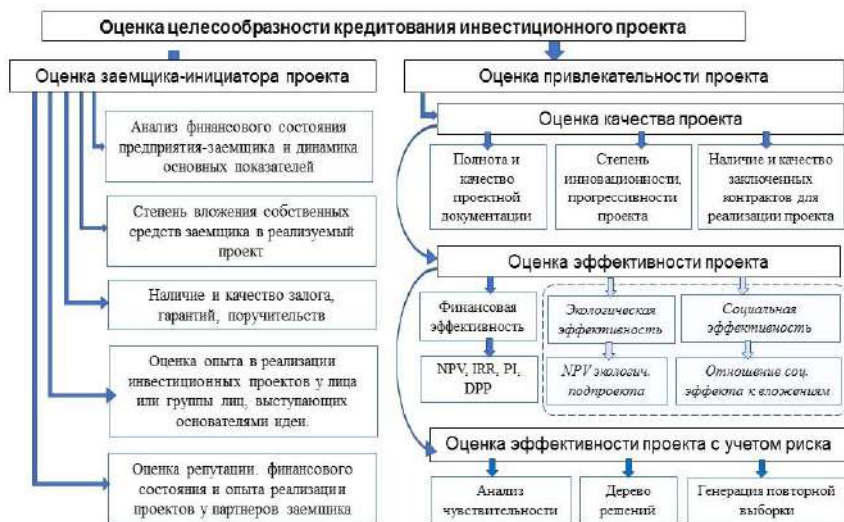 Оценка целесообразности кредитования инвестиционного проекта
Оценка заемщика-инициатора проекта
Анализ финансового состояния
предприятия-заемщика и динамика
основных показателей
Степень вложения собственных
средств заемщика в реализуемый
проект
Наличие и качество залога,
гарантий, поручительств
Оценка опыта в реализации
инвестиционных проектов у лица
или группы лиц, выступающих
основателями идеи.
Оценка репутации. финансового
состояния и опыта реализации
проектов у партнеров заемщика
Оценка привлекательности проекта
Оценка качества проекта
Полнота и
качество
проектной
документации
Степень
инновационности,
прогрессивности
проекта
Наличие и качество
заключенных
контрактов для
реализации проекта
Оценка эффективности проекта
Финансовая
эффективность
NPV, IRR, PI,
DPP
Экологическая
эффективность
NPV экологич.
подпроекта
Социальная
эффективность
Отношение соц.
эффекта к вложениям
Оценка эффективности проекта с учетом риска
Анализ
чувствительности
Дерево
решений
Генерация повторной
выборки